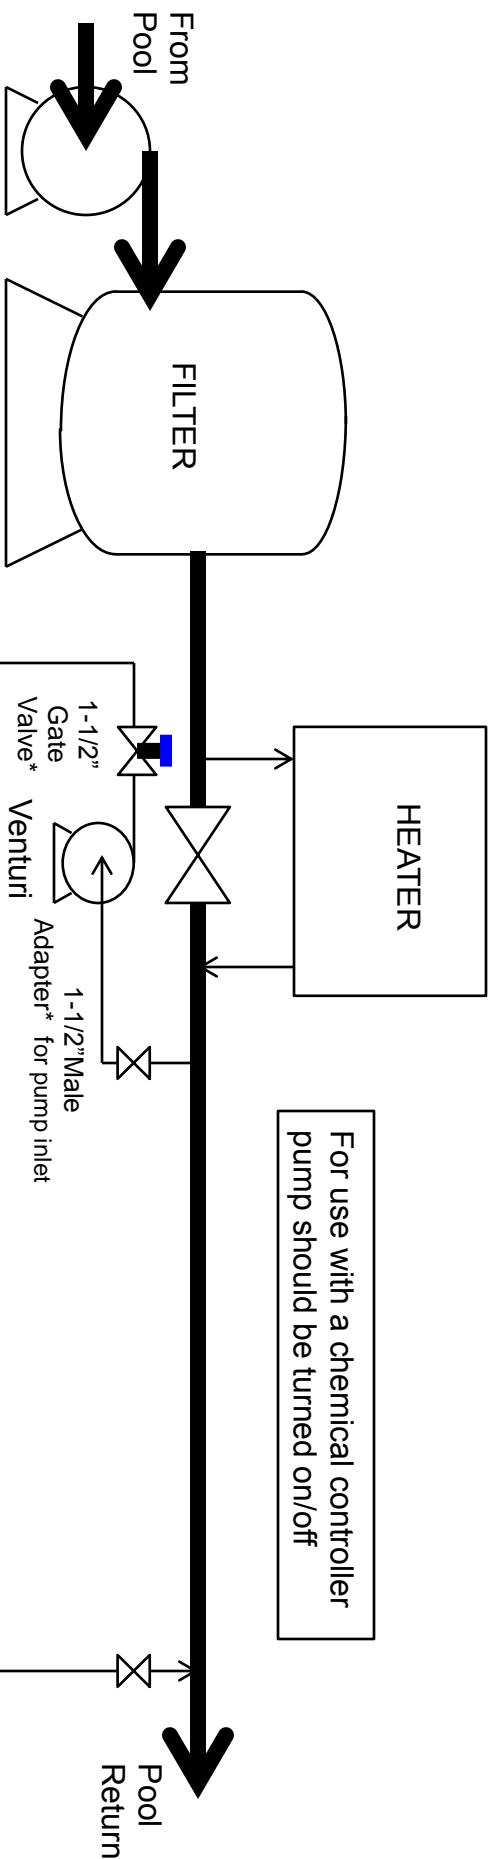 From
Pool
FILTER
HEATER
1-1/2”
Gate
Valve*
Venturi
1-1/2”Male
Adapter* for pump inlet
For use with a chemical controller
pump should be turned on/off
Pool
Return